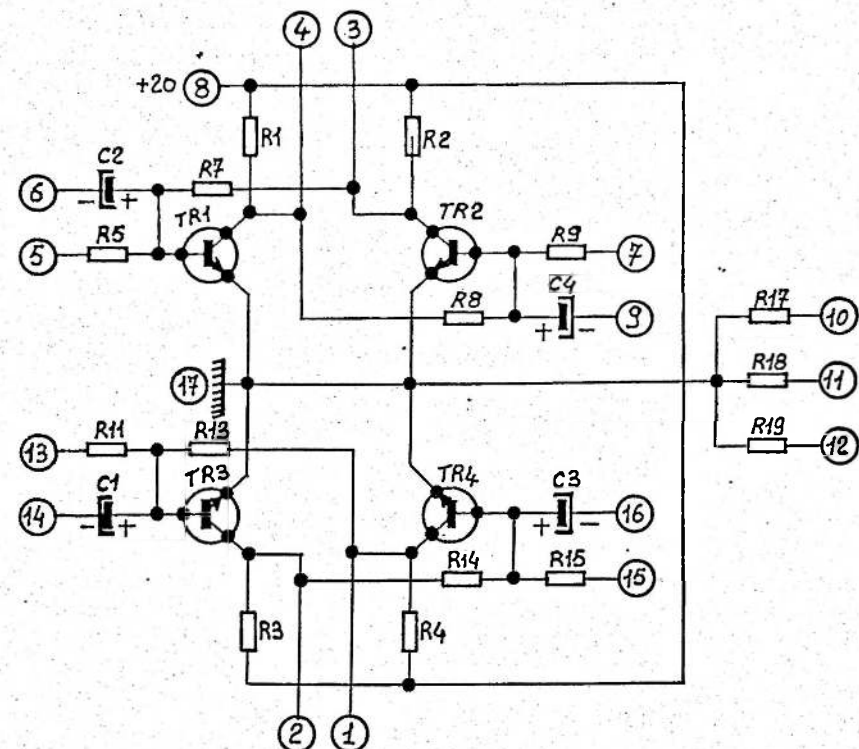 4 3
+20 8
R1 R2
C2 R7
6 - +
TR1 TR2
5 R5 R9 7
C4
R8 + - 9
R17 10
17 R18 11
R19 12
13 R11 R13
TR3 TR4
C1 C3
14 - + + - 16
R14 R15 15
R3 R4
2 1